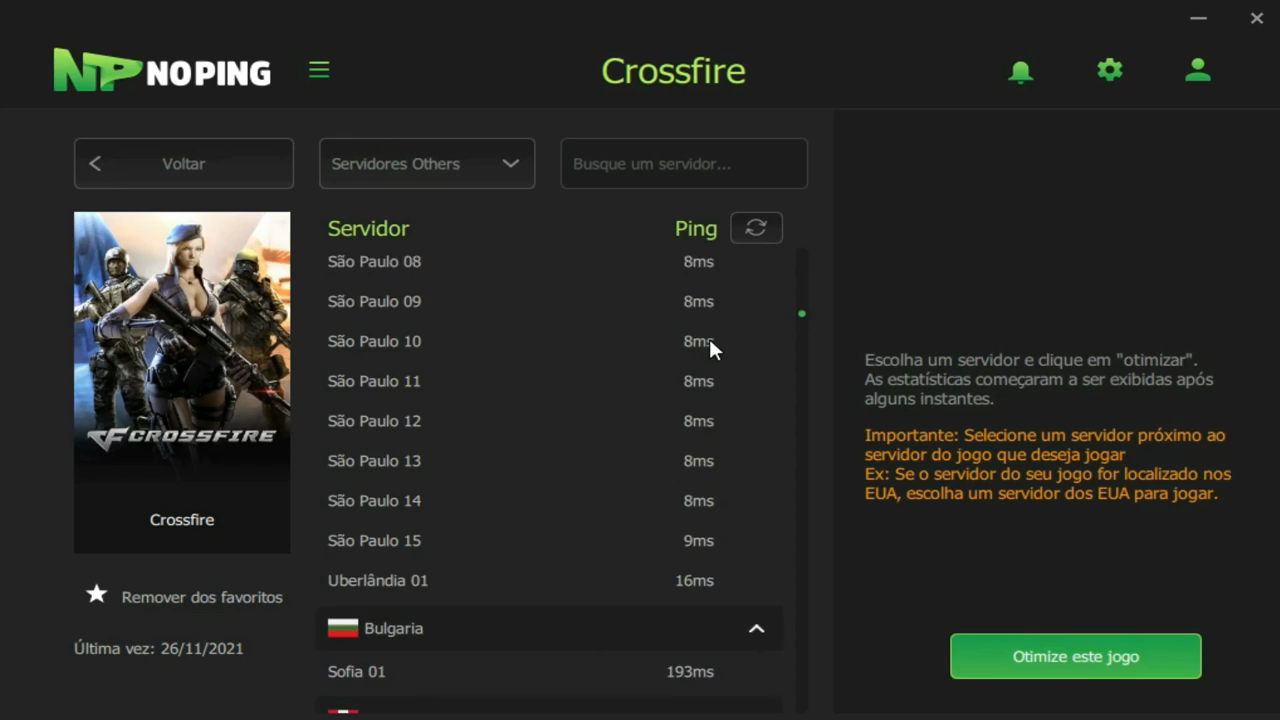 NP NOPING
Crossfire
Voltar
Servidores Others
Busque um servidor...
Servidor Ping
São Paulo 08 8ms
São Paulo 09 8ms
São Paulo 10 8ms
São Paulo 11 8ms
São Paulo 12 8ms
São Paulo 13 8ms
São Paulo 14 8ms
São Paulo 15 9ms
Uberlândia 01 16ms
Bulgaria
Sofia 01 193ms
CF CROSSFIRE
Crossfire
Remover dos favoritos
Última vez: 26/11/2021
Escolha um servidor e clique em "otimizar".
As estatísticas começaram a ser exibidas após
alguns instantes.
Importante: Selecione um servidor próximo ao
servidor do jogo que deseja jogar
Ex: Se o servidor do seu jogo for localizado nos
EUA, escolha um servidor dos EUA para jogar.
Otimize este jogo